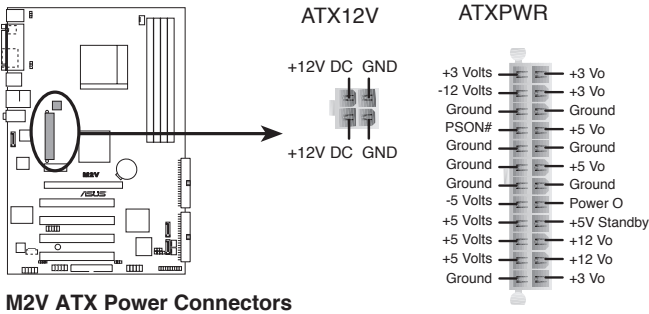 ATX12V
ATXPWR
+12V DC GND
+12V DC GND
+3 Volts +3 Vo
-12 Volts +3 Vo
Ground Ground
PSON# +5 Vo
Ground Ground
Ground +5 Vo
Ground Ground
-5 Volts Power O
+5 Volts +5V Standby
+5 Volts +12 Vo
+5 Volts +12 Vo
Ground +3 Vo
M2V
ASUS
M2V ATX Power Connectors